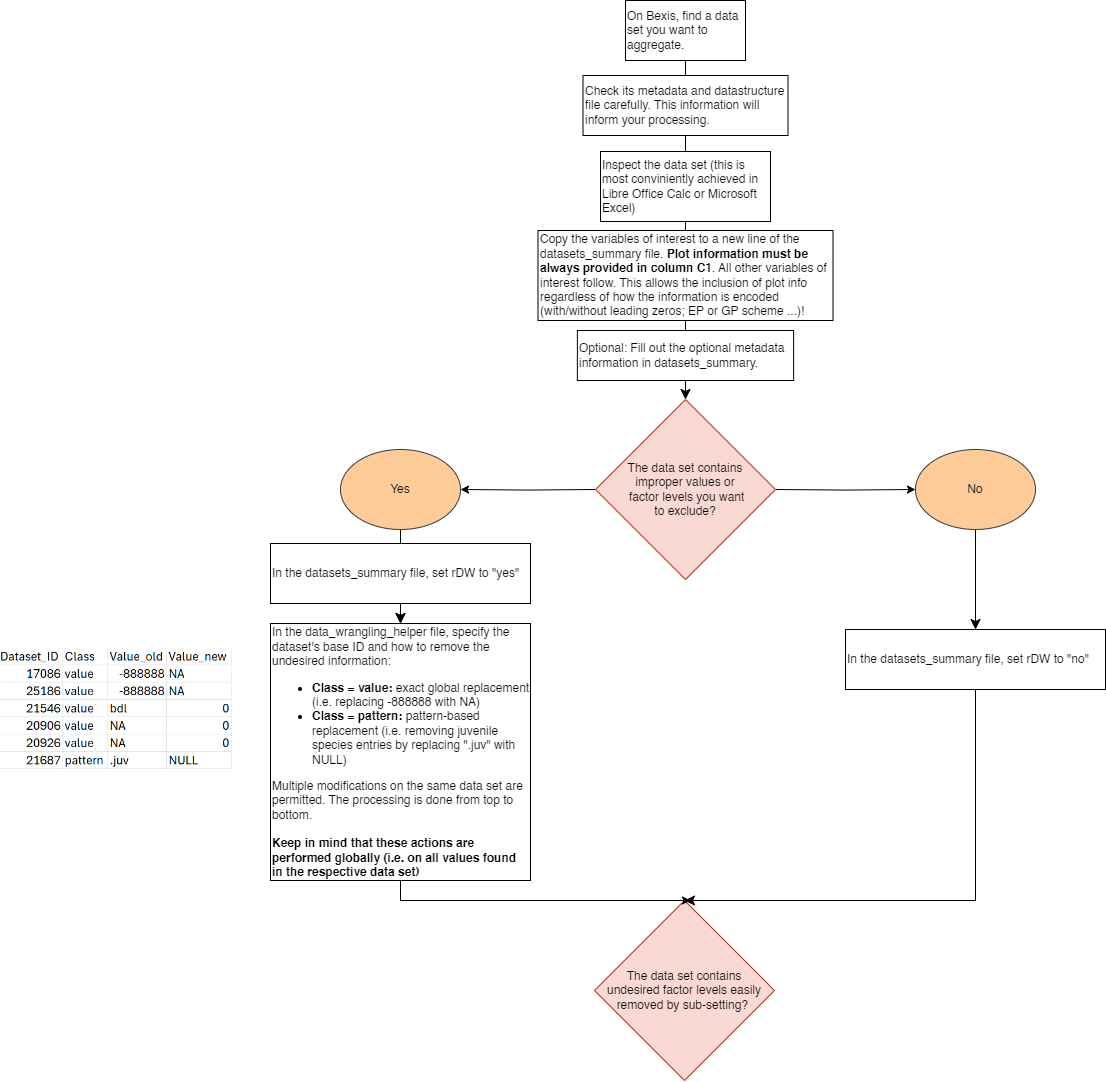 On Bexis, find a data
set you want to
aggregate.
Check its metadata and datastructure
file carefully. This information will
inform your processing.
Inspect the data set (this is
most conviniently achieved in
Libre Office Calc or Microsoft
Excel)
Copy the variables of interest to a new line of the
datasets_summary file. Plot information must be
always provided in column C1. All other variables of
interest follow. This allows the inclusion of plot info
regardless of how the information is encoded
(with/without leading zeros; EP or GP scheme ...)!
Optional: Fill out the optional metadata
information in datasets_summary.
The data set contains
improper values or
factor levels you want
to exclude?
Yes
No
In the datasets_summary file, set rDW to "yes"
In the data_wrangling_helper file, specify the
dataset's base ID and how to remove the
undesired information:
• Class = value: exact global replacement
(i.e. replacing -888888 with NA)
• Class = pattern: pattern-based
replacement (i.e. removing juvenile
species entries by replacing ".juv" with
NULL)
Multiple modifications on the same data set are
permitted. The processing is done from top to
bottom.
Keep in mind that these actions are
performed globally (i.e. on all values found
in the respective data set)
Dataset_ID Class Value_old Value_new
17086 value -888888 NA
25186 value -888888 NA
21546 value bdl 0
20906 value NA 0
20926 value NA 0
21687 pattern .juv NULL
In the datasets_summary file, set rDW to "no"
The data set contains
undesired factor levels easily
removed by sub-setting?